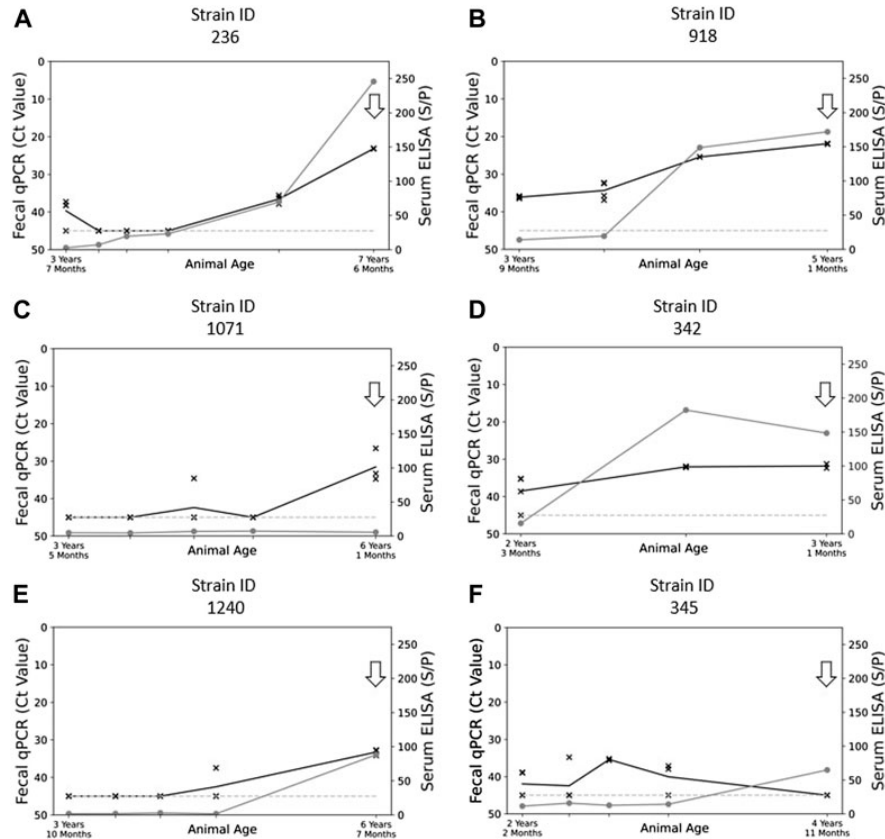 A
Strain ID
236
Fecal qPCR (Ct Value)
0
10
20
30
40
50
250
200
150
100
50
0
Serum ELISA (S/P)
3 Years
7 Months
Animal Age
7 Years
6 Months
B
Strain ID
918
Fecal qPCR (Ct Value)
0
10
20
30
40
50
250
200
150
100
50
0
Serum ELISA (S/P)
3 Years
9 Months
Animal Age
5 Years
1 Months
C
Strain ID
1071
Fecal qPCR (Ct Value)
0
10
20
30
40
50
250
200
150
100
50
0
Serum ELISA (S/P)
3 Years
5 Months
Animal Age
6 Years
1 Months
D
Strain ID
342
Fecal qPCR (Ct Value)
0
10
20
30
40
50
250
200
150
100
50
0
Serum ELISA (S/P)
2 Years
3 Months
Animal Age
3 Years
1 Months
E
Strain ID
1240
Fecal qPCR (Ct Value)
0
10
20
30
40
50
250
200
150
100
50
0
Serum ELISA (S/P)
3 Years
10 Months
Animal Age
6 Years
7 Months
F
Strain ID
345
Fecal qPCR (Ct Value)
0
10
20
30
40
50
250
200
150
100
50
0
Serum ELISA (S/P)
2 Years
2 Months
Animal Age
4 Years
11 Months